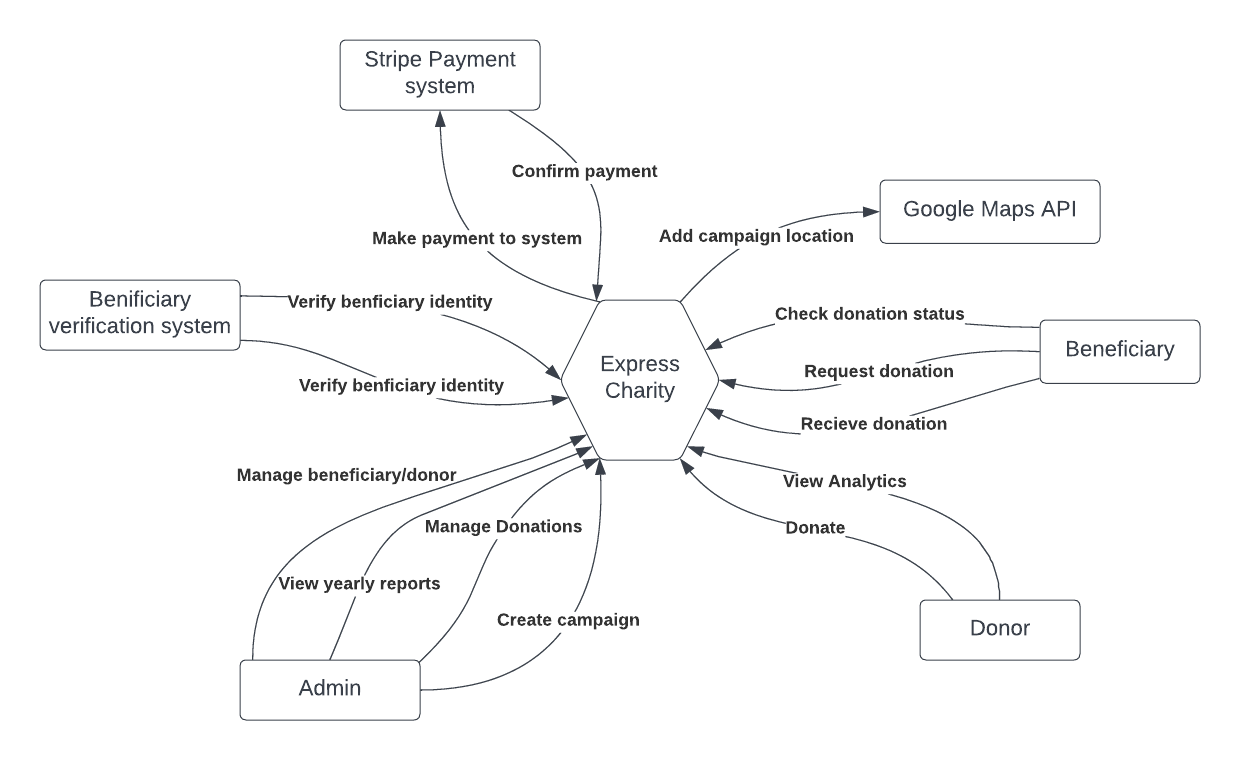 Stripe Payment
system
Confirm payment
Google Maps API
Make payment to system
Add campaign location
Benificiary
verification system
Verify benficiary identity
Check donation status
Beneficiary
Express
Charity
Request donation
Verify benficiary identity
Recieve donation
Manage beneficiary/donor
View Analytics
Manage Donations
Donate
View yearly reports
Create campaign
Donor
Admin